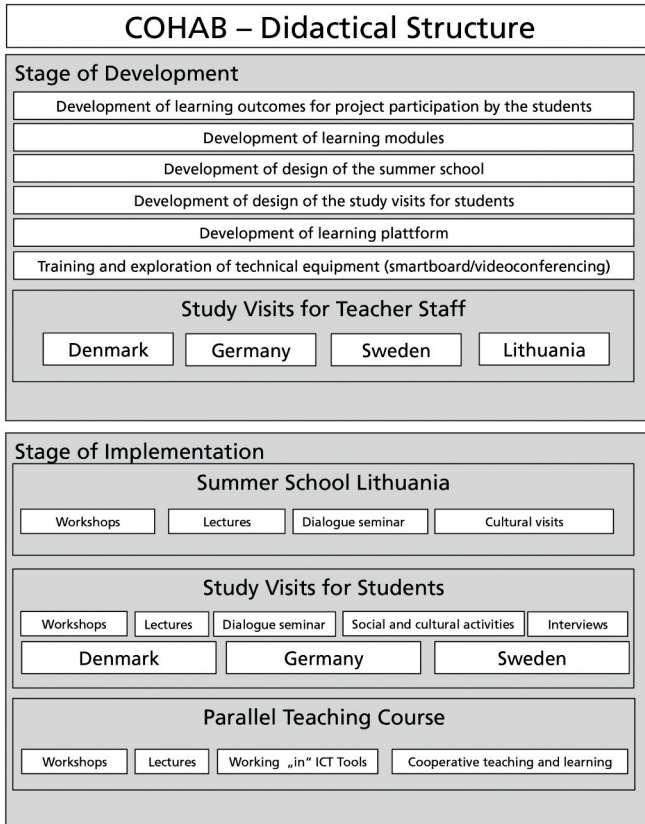 COHAB – Didactical Structure
Stage of Development
Development of learning outcomes for project participation by the students
Development of learning modules
Development of design of the summer school
Development of design of the study visits for students
Development of learning plattform
Training and exploration of technical equipment (smartboard/videoconferencing)
Study Visits for Teacher Staff
Denmark Germany Sweden Lithuania
Stage of Implementation
Summer School Lithuania
Workshops Lectures Dialogue seminar Cultural visits
Study Visits for Students
Workshops Lectures Dialogue seminar Social and cultural activities Interviews
Denmark Germany Sweden
Parallel Teaching Course
Workshops Lectures Working „in" ICT Tools Cooperative teaching and learning